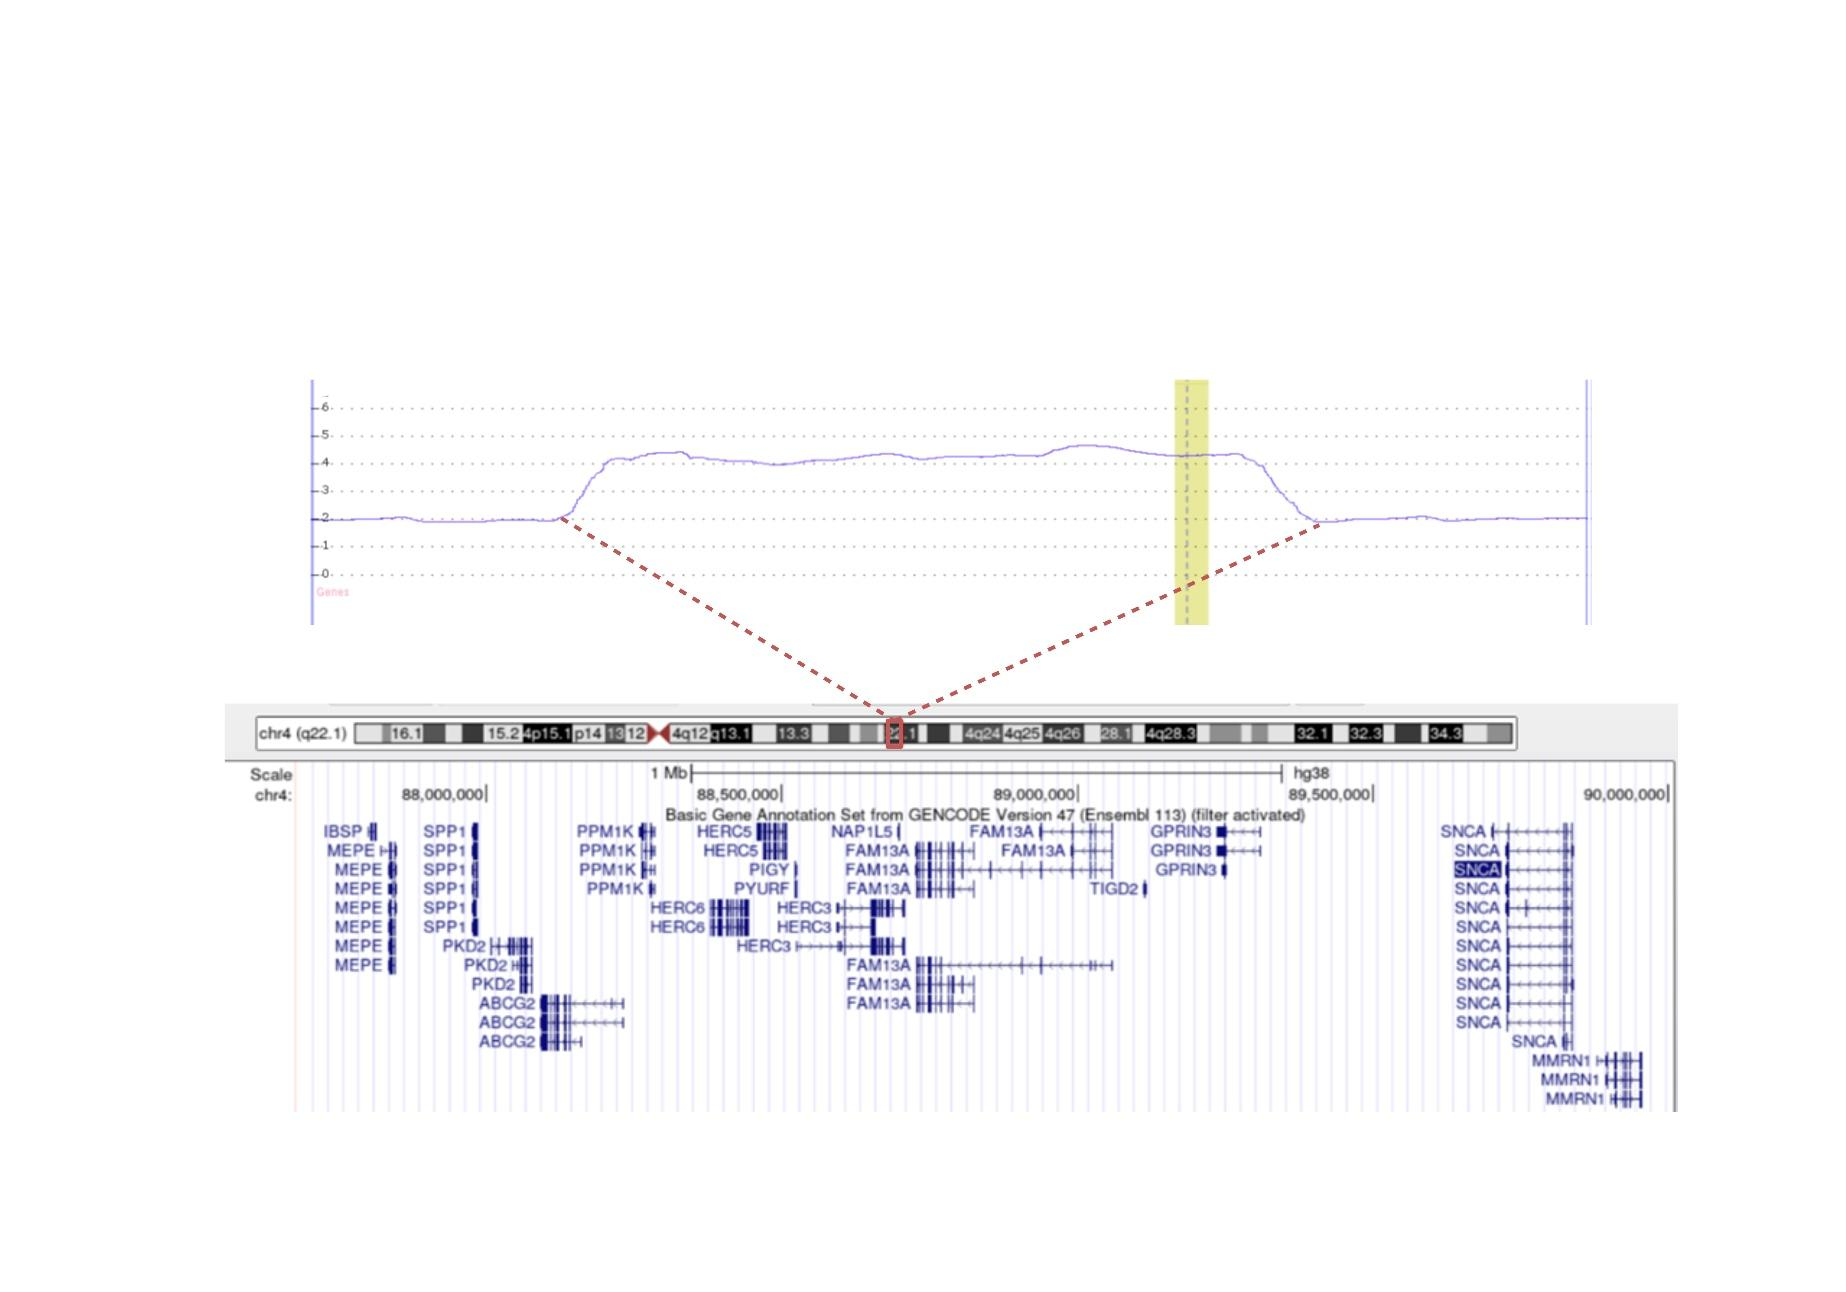 6
5
4
3
2
1
0
Genes
chr4 (q22.1) 16.1 15.2 4p15.1 p14 13 12 4q12 q13.1 13.3 4q24 4q25 4q26 28.1 4q28.3 32.1 32.3 34.3
Scale 1 Mb hg38
chr4: 88,000,000 88,500,000 89,000,000 89,500,000 90,000,000
Basic Gene Annotation Set from GENCODE Version 47 (Ensembl 113) (filter activated)
IBSP SPP1 PPM1K HERC5 NAP1L5 FAM13A GPRIN3 SNCA
MEPE SPP1 PPM1K HERC5 FAM13A FAM13A GPRIN3 SNCA
MEPE SPP1 PPM1K PIGY FAM13A GPRIN3 SNCA
MEPE SPP1 PPM1K PYURF FAM13A TIGD2 SNCA
MEPE SPP1 HERC6 HERC3 SNCA
MEPE SPP1 HERC6 HERC3 SNCA
MEPE PKD2 HERC3 SNCA
MEPE PKD2 FAM13A SNCA
PKD2 FAM13A SNCA
ABCG2 FAM13A SNCA
ABCG2 SNCA
ABCG2 SNCA
MMRN1
MMRN1
MMRN1